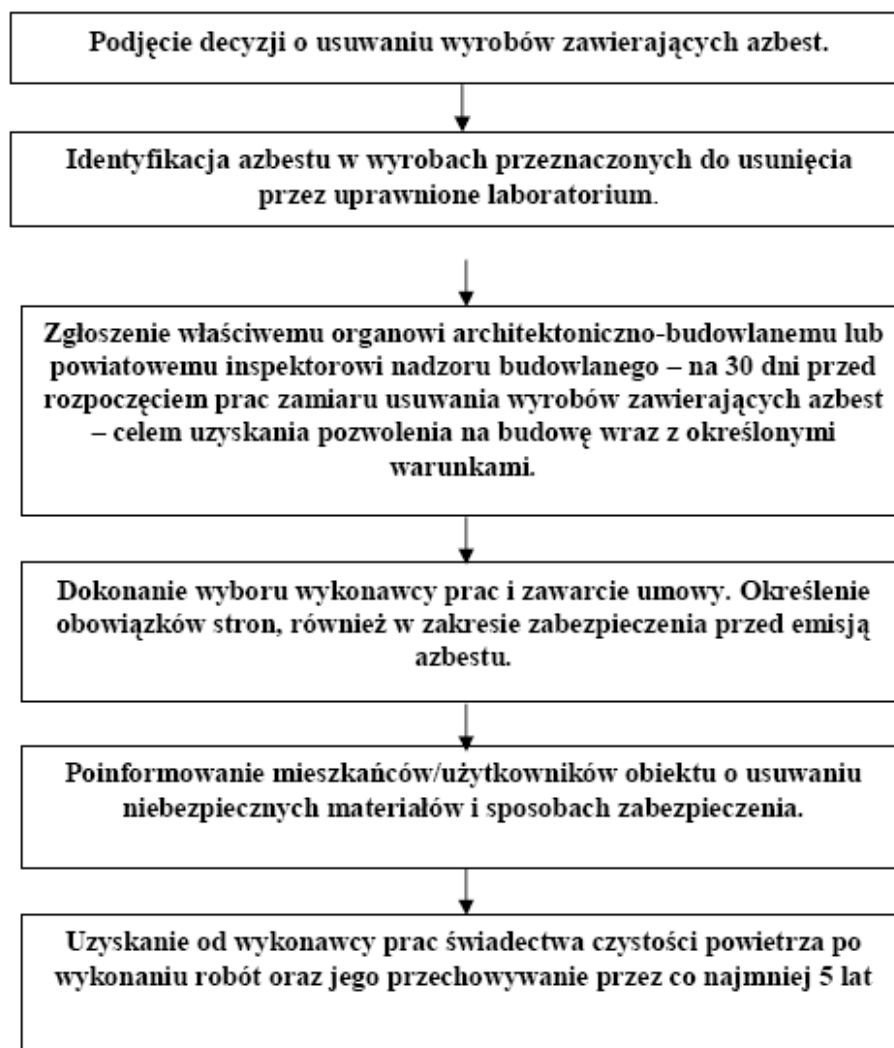 Podjęcie decyzji o usuwaniu wyrobów zawierających azbest.
Identyfikacja azbestu w wyrobach przeznaczonych do usunięcia
przez uprawnione laboratorium.
Zgłoszenie właściwemu organowi architektoniczno-budowlanemu lub
powiatowemu inspektorowi nadzoru budowlanego – na 30 dni przed
rozpoczęciem prac zamiaru usuwania wyrobów zawierających azbest
– celem uzyskania pozwolenia na budowę wraz z określonymi
warunkami.
Dokonanie wyboru wykonawcy prac i zawarcie umowy. Określenie
obowiązków stron, również w zakresie zabezpieczenia przed emisją
azbestu.
Poinformowanie mieszkańców/użytkowników obiektu o usuwaniu
niebezpiecznych materiałów i sposobach zabezpieczenia.
Uzyskanie od wykonawcy prac świadectwa czystości powietrza po
wykonaniu robót oraz jego przechowywanie przez co najmniej 5 lat